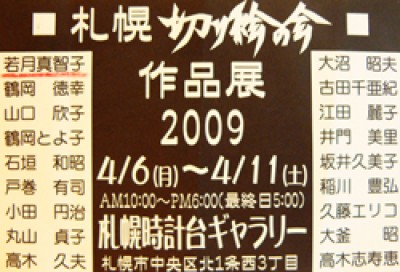 ■ 札幌 切り絵の会 ■
作品展
2009
4/6(月)～4/11(土)
AM10:00～PM6:00(最終日5:00)
札幌時計台ギャラリー
札幌市中央区北1条西3丁目
若月真智子
鶴岡 徳幸
山口 欣子
鶴岡とよ子
石垣 和昭
戸巻 有司
小田 円治
丸山 貞子
高木 久夫
大沼 昭夫
古田千亜紀
江田 麗子
井門 美里
坂井久美子
稲川 豊弘
久藤エリコ
大釜 昭
高木志寿恵